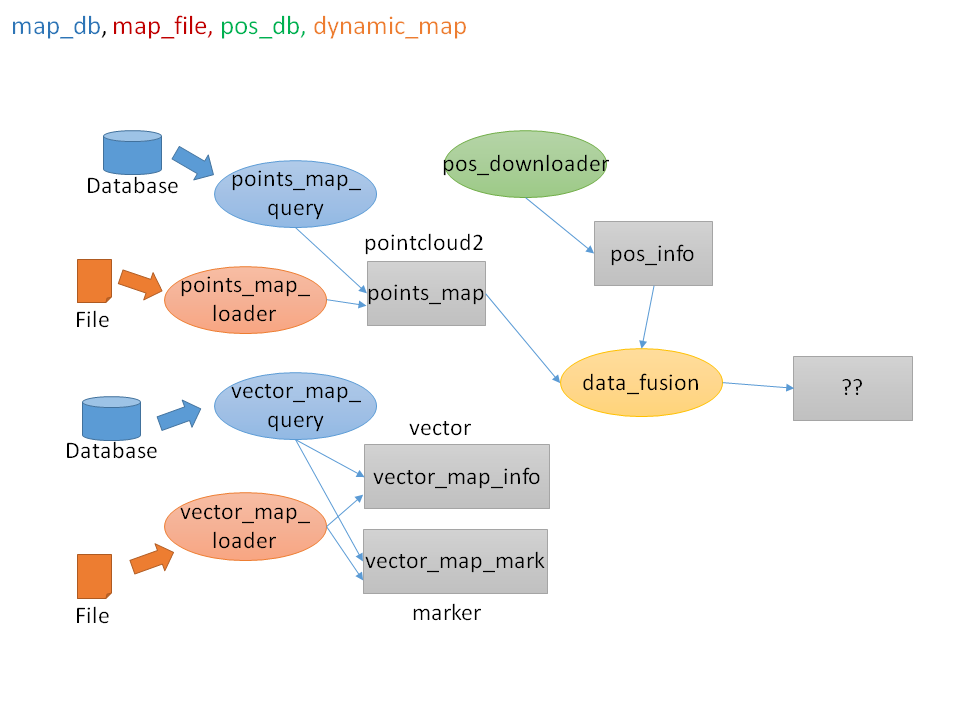 map_db, map_file, pos_db, dynamic_map
Database
points_map_
query
pos_downloader
pointcloud2
pos_info
File
points_map_
loader
points_map
data_fusion
??
Database
vector_map_
query
vector
vector_map_info
vector_map_
loader
vector_map_mark
File
marker